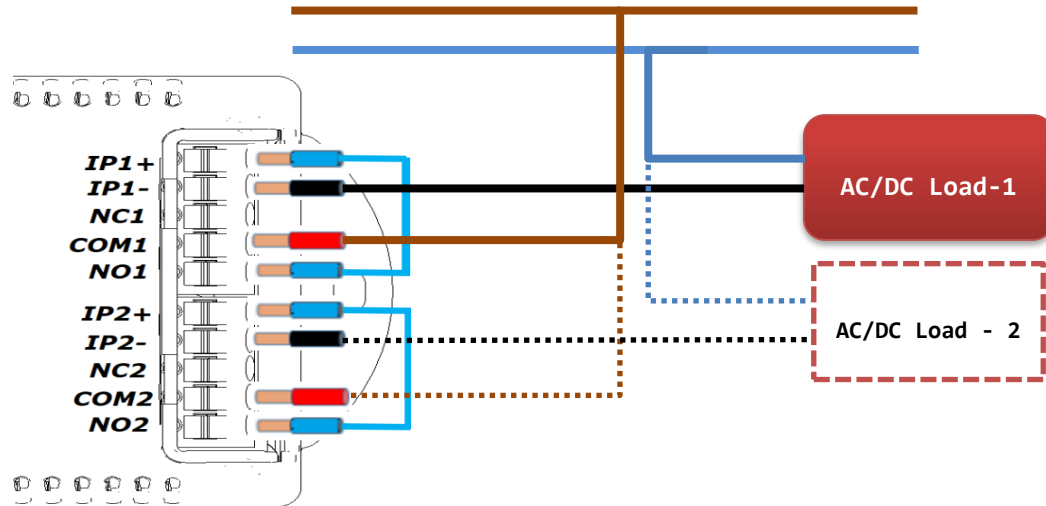 IP1+
IP1-
NC1
COM1
NO1
IP2+
IP2-
NC2
COM2
NO2
AC/DC Load-1
AC/DC Load - 2